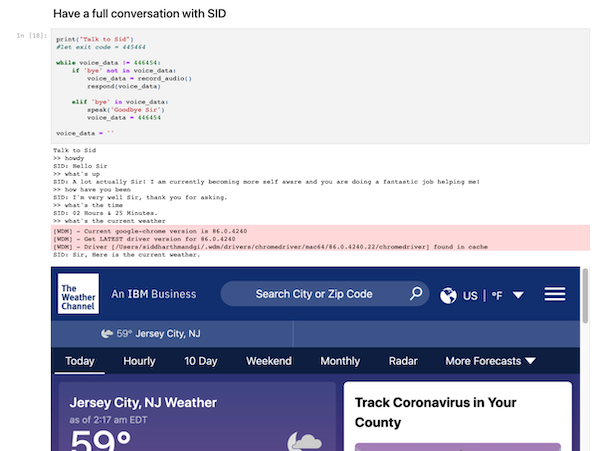 Have a full conversation with SID
In [18]:
print("Talk to Sid")
#let exit code = 445464
while voice_data != 446454:
if 'bye' not in voice_data:
voice_data = record_audio()
respond(voice_data)
elif 'bye' in voice_data:
speak('Goodbye Sir')
voice_data = 446454
voice_data = ''
Talk to Sid
>> howdy
SID: Hello Sir
>> what's up
SID: A lot actually Sir! I am currently becoming more self aware and you are doing a fantastic job helping me!
>> how have you been
SID: I'm very well Sir, thank you for asking.
>> what's the time
SID: 02 Hours & 25 Minutes.
>> what's the current weather
[WDM] - Current google-chrome version is 86.0.4240
[WDM] - Get LATEST driver version for 86.0.4240
[WDM] - Driver [/Users/sidharthmandgi/.wdm/drivers/chromedriver/mac64/86.0.4240.22/chromedriver] found in cache
SID: Sir, Here is the current weather.
The Weather Channel
An IBM Business
Search City or Zip Code
US | °F
59° Jersey City, NJ
Today Hourly 10 Day Weekend Monthly Radar More Forecasts
Jersey City, NJ Weather
as of 2:17 am EDT
59°
Track Coronavirus in Your
County